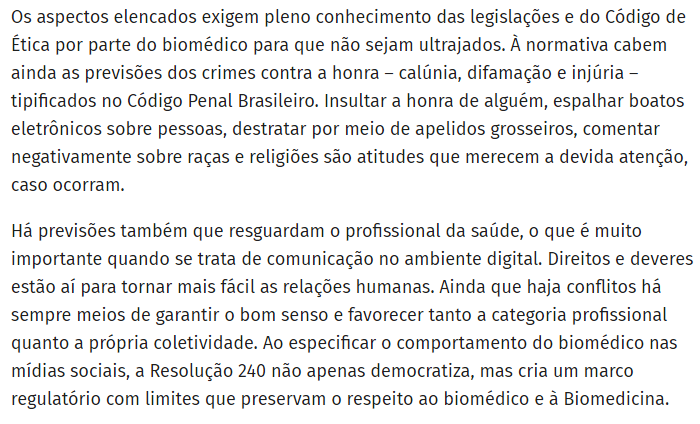 Os aspectos elencados exigem pleno conhecimento das legislações e do Código de
Ética por parte do biomédico para que não sejam ultrajados. À normativa cabem
ainda as previsões dos crimes contra a honra – calúnia, difamação e injúria –
tipificados no Código Penal Brasileiro. Insultar a honra de alguém, espalhar boatos
eletrônicos sobre pessoas, destratar por meio de apelidos grosseiros, comentar
negativamente sobre raças e religiões são atitudes que merecem a devida atenção,
caso ocorram.
Há previsões também que resguardam o profissional da saúde, o que é muito
importante quando se trata de comunicação no ambiente digital. Direitos e deveres
estão aí para tornar mais fácil as relações humanas. Ainda que haja conflitos há
sempre meios de garantir o bom senso e favorecer tanto a categoria profissional
quanto a própria coletividade. Ao especificar o comportamento do biomédico nas
mídias sociais, a Resolução 240 não apenas democratiza, mas cria um marco
regulatório com limites que preservam o respeito ao biomédico e à Biomedicina.